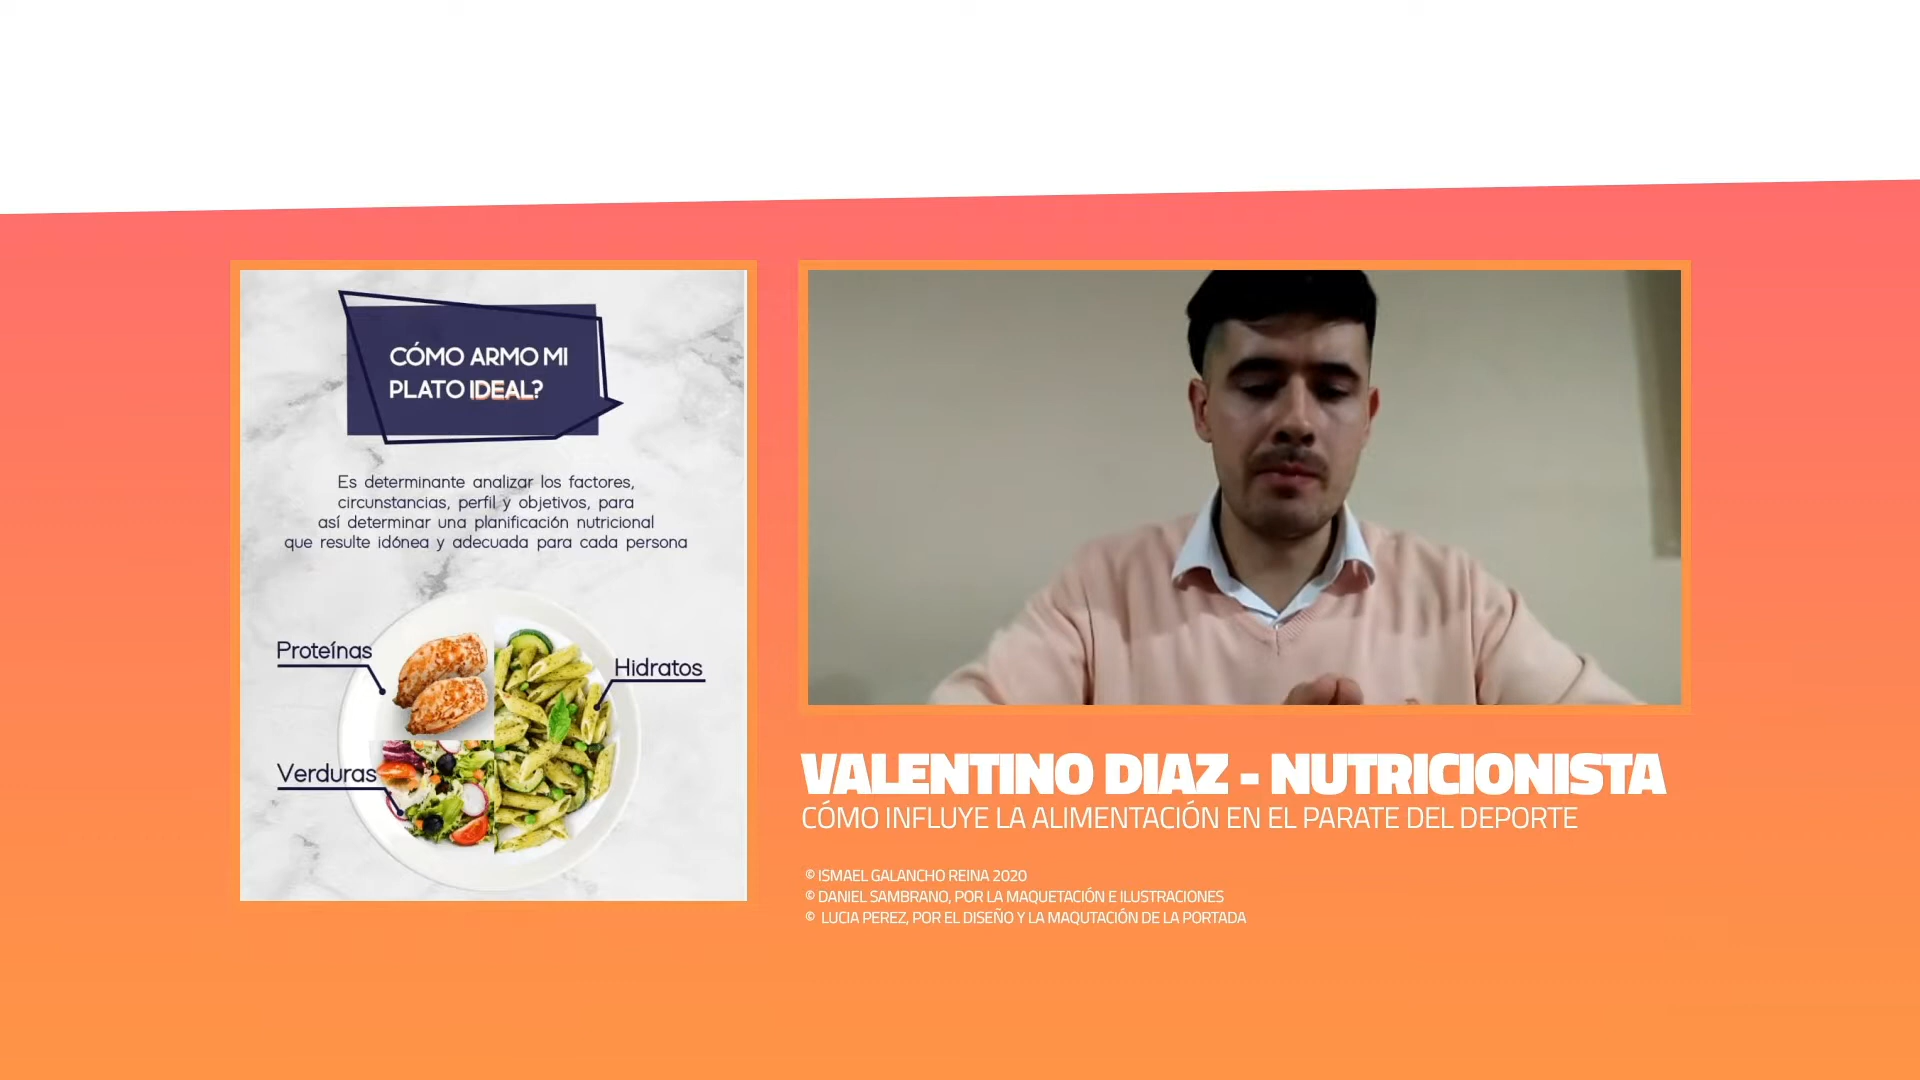 CÓMO ARMO MI
PLATO IDEAL?
Es determinante analizar los factores,
circunstancias, perfil y objetivos, para
así determinar una planificación nutricional
que resulte idónea y adecuada para cada persona
Proteínas
Hidratos
Verduras
VALENTINO DIAZ - NUTRICIONISTA
CÓMO INFLUYE LA ALIMENTACIÓN EN EL PARATE DEL DEPORTE
© ISMAEL GALANCHO REINA 2020
© DANIEL SAMBRANO, POR LA MAQUETACIÓN E ILUSTRACIONES
© LUCIA PEREZ, POR EL DISEÑO Y LA MAQUTACIÓN DE LA PORTADA